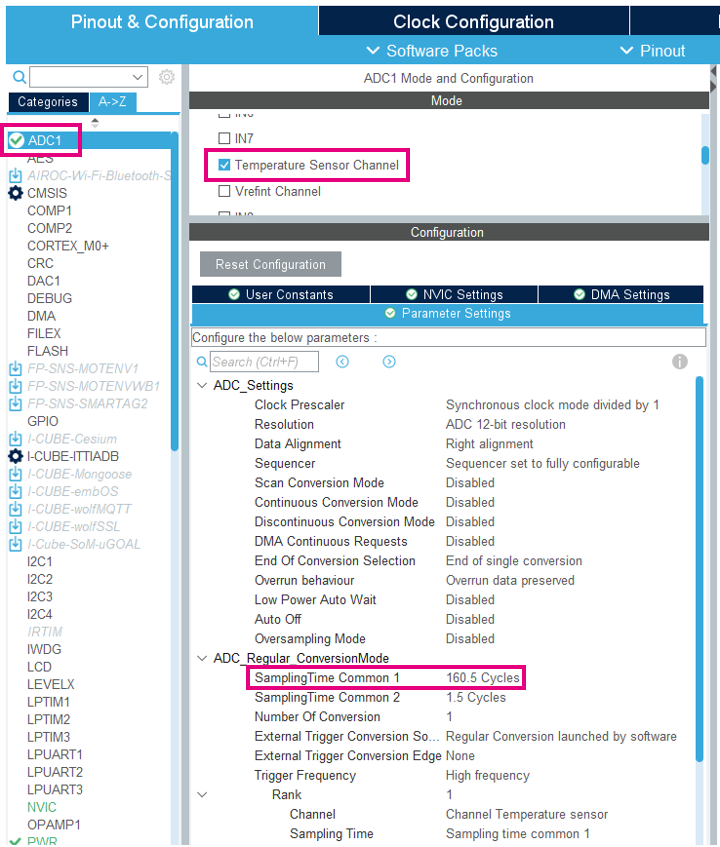 Pinout & Configuration
Clock Configuration
Software Packs
Pinout
Categories
A->Z
ADC1
AES
AIROC-Wi-Fi-Bluetooth-S
CMSIS
COMP1
COMP2
CORTEX_M0+
CRC
DAC1
DEBUG
DMA
FILEX
FLASH
FP-SNS-MOTENV1
FP-SNS-MOTENVWB1
FP-SNS-SMARTAG2
GPIO
I-CUBE-Cesium
I-CUBE-ITTIADB
I-CUBE-Mongoose
I-CUBE-embOS
I-CUBE-wolfMQTT
I-CUBE-wolfSSL
I-Cube-SoM-uGOAL
I2C1
I2C2
I2C3
I2C4
IRTIM
IWDG
LCD
LEVELX
LPTIM1
LPTIM2
LPTIM3
LPUART1
LPUART2
LPUART3
NVIC
OPAMP1
PWR
ADC1 Mode and Configuration
Mode
IN6
IN7
Temperature Sensor Channel
Vrefint Channel
Configuration
Reset Configuration
User Constants
NVIC Settings
DMA Settings
Parameter Settings
Configure the below parameters :
Search (Ctrl+F)
ADC_Settings
Clock Prescaler Synchronous clock mode divided by 1
Resolution ADC 12-bit resolution
Data Alignment Right alignment
Sequencer Sequencer set to fully configurable
Scan Conversion Mode Disabled
Continuous Conversion Mode Disabled
Discontinuous Conversion Mode Disabled
DMA Continuous Requests Disabled
End Of Conversion Selection End of single conversion
Overrun behaviour Overrun data preserved
Low Power Auto Wait Disabled
Auto Off Disabled
Oversampling Mode Disabled
ADC_Regular_ConversionMode
SamplingTime Common 1 160.5 Cycles
SamplingTime Common 2 1.5 Cycles
Number Of Conversion 1
External Trigger Conversion So... Regular Conversion launched by software
External Trigger Conversion Edge None
Trigger Frequency High frequency
Rank 1
Channel Channel Temperature sensor
Sampling Time Sampling time common 1